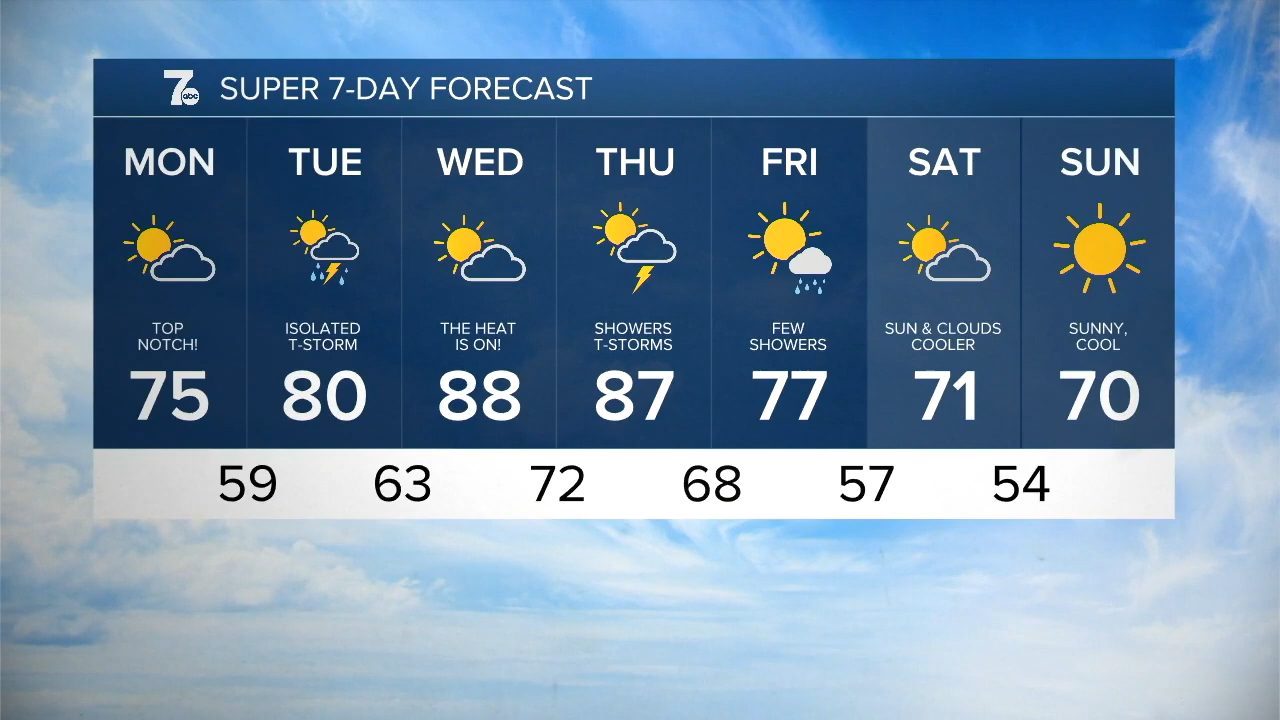 7 abc SUPER 7-DAY FORECAST
MON TUE WED THU FRI SAT SUN
TOP ISOLATED THE HEAT SHOWERS FEW SUN & CLOUDS SUNNY,
NOTCH! T-STORM IS ON! T-STORMS SHOWERS COOLER COOL
75 80 88 87 77 71 70
59 63 72 68 57 54